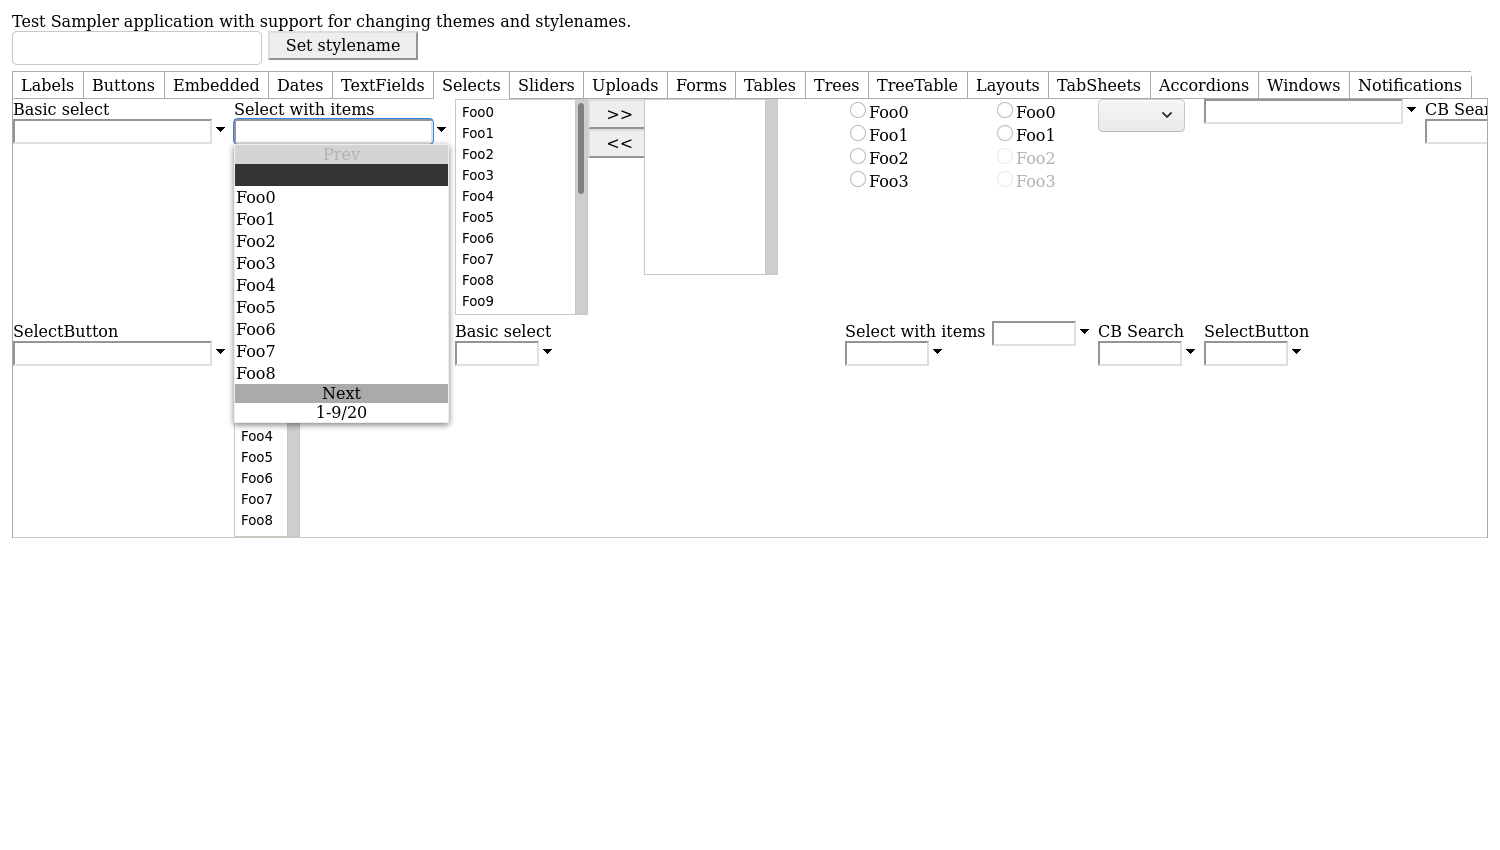 Test Sampler application with support for changing themes and stylenames.
Set stylename
Labels Buttons Embedded Dates TextFields Selects Sliders Uploads Forms Tables Trees TreeTable Layouts TabSheets Accordions Windows Notifications
Basic select
Select with items
Prev
Foo0
Foo1
Foo2
Foo3
Foo4
Foo5
Foo6
Foo7
Foo8
Next
1-9/20
Foo0
Foo1
Foo2
Foo3
Foo4
Foo5
Foo6
Foo7
Foo8
Foo9
>>
<<
Foo0
Foo1
Foo2
Foo3
Foo0
Foo1
Foo2
Foo3
CB Sear
SelectButton
Basic select
Select with items
CB Search
SelectButton
Foo4
Foo5
Foo6
Foo7
Foo8